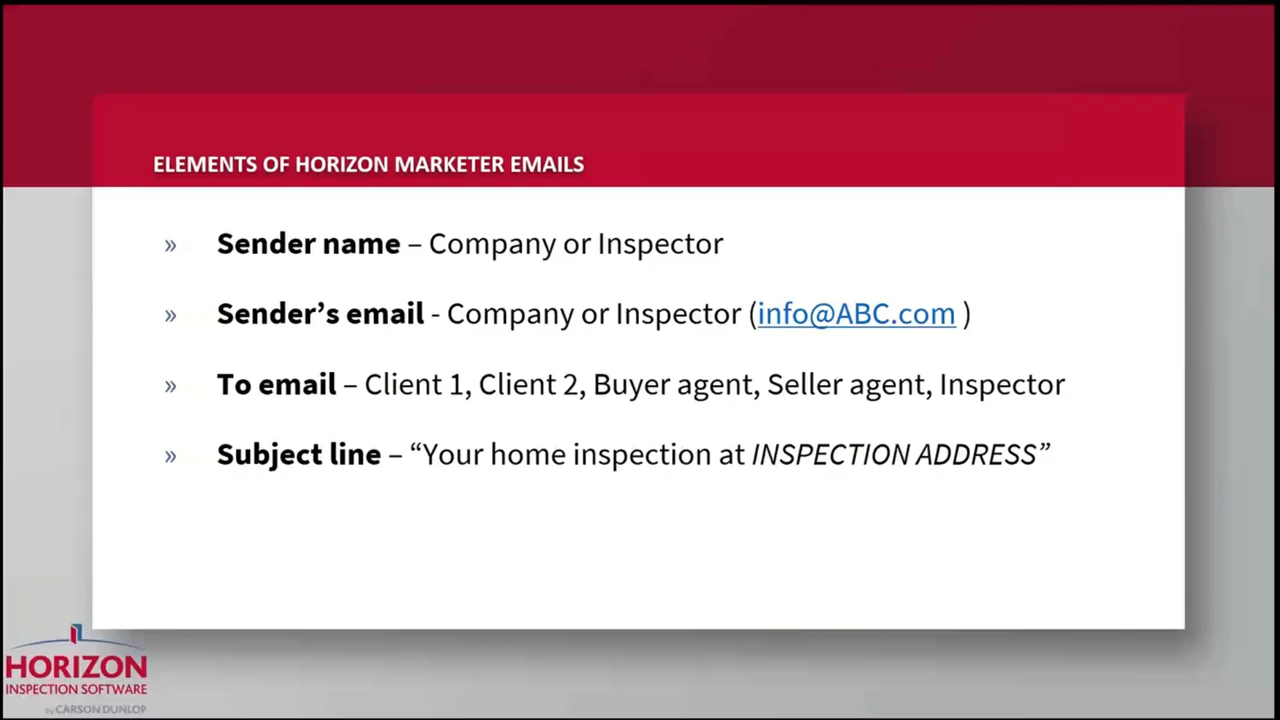 ELEMENTS OF HORIZON MARKETER EMAILS
» Sender name – Company or Inspector
» Sender’s email - Company or Inspector (info@ABC.com )
» To email – Client 1, Client 2, Buyer agent, Seller agent, Inspector
» Subject line – “Your home inspection at INSPECTION ADDRESS”
HORIZON
INSPECTION SOFTWARE
by CARSON DUNLOP